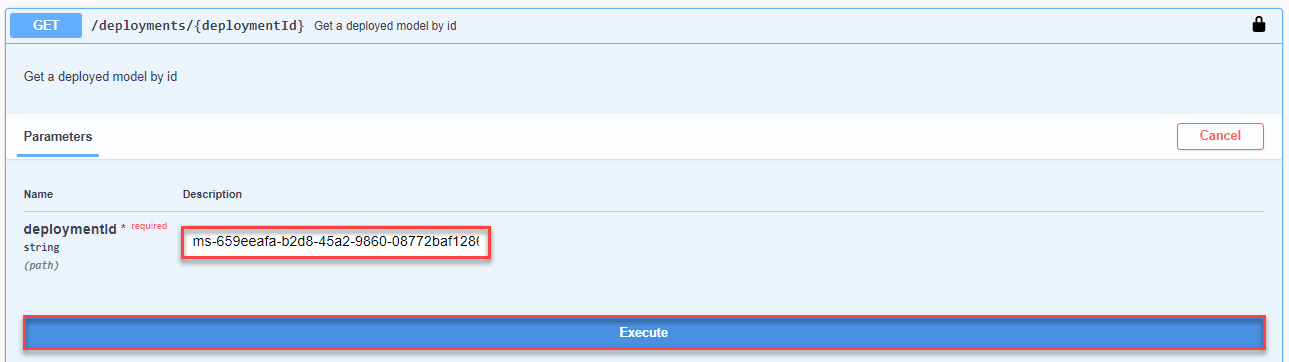 GET /deployments/{deploymentId} Get a deployed model by id
Get a deployed model by id
Parameters Cancel
Name Description
deploymentId * required
string ms-659eeafa-b2d8-45a2-9860-08772baf128
(path)
Execute